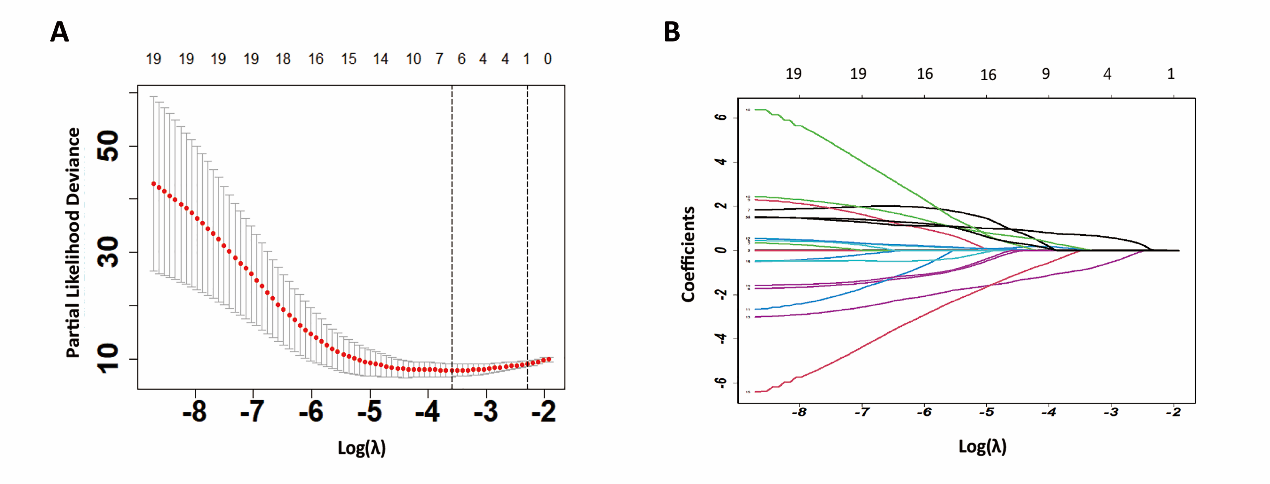 A
19 19 19 19 18 16 15 14 10 7 6 4 4 1 0
Partial Likelihood Deviance
50
30
10
-8 -7 -6 -5 -4 -3 -2
Log(λ)
B
19 19 16 16 9 4 1
Coefficients
6
4
2
0
-2
-4
-6
-8 -7 -6 -5 -4 -3 -2
Log(λ)